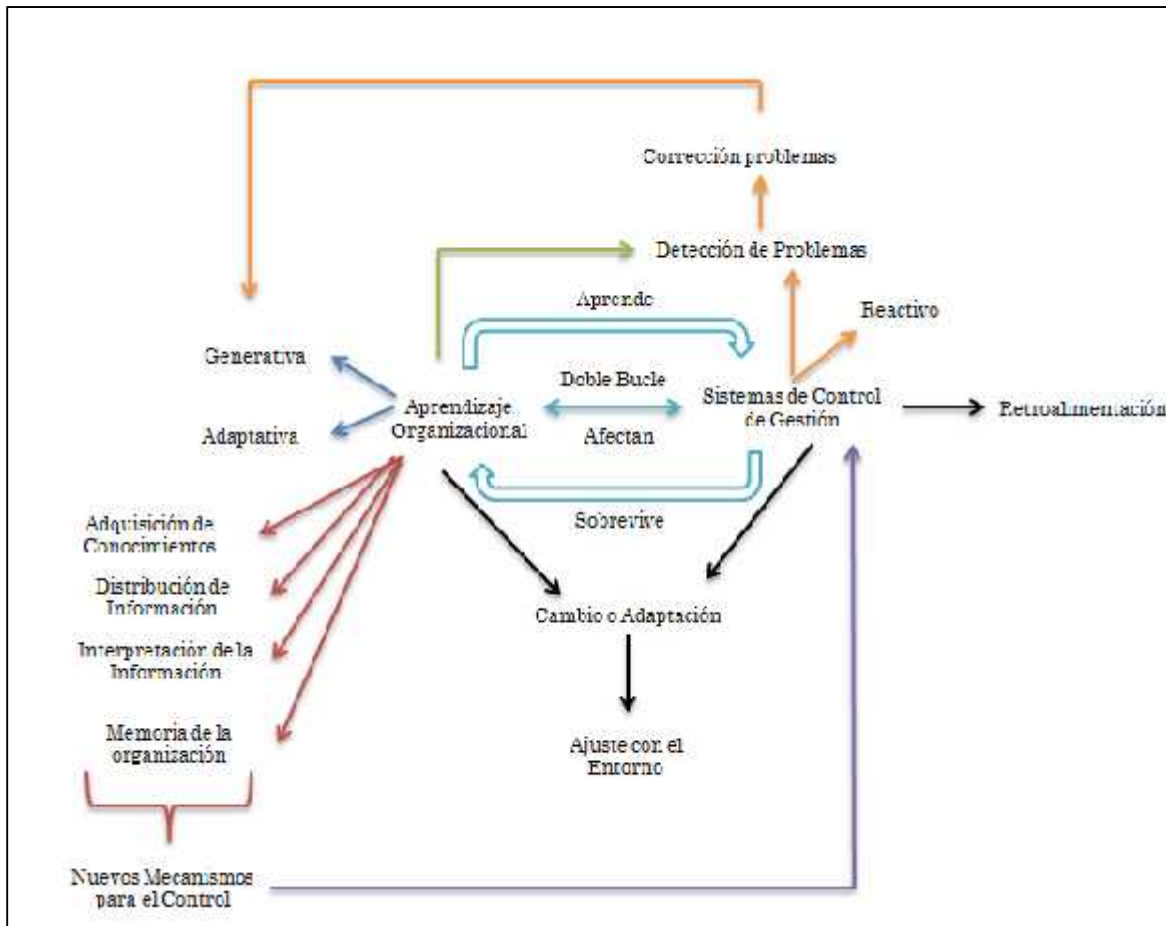 Corrección problemas
Detección de Problemas
Aprende
Reactivo
Generativa
Doble Bucle
Sistemas de Control
de Gestión
Retroalimentación
Aprendizaje
Organizacional
Adaptativa
Afectan
Sobrevive
Adquisición de
Conocimientos
Distribución de
Información
Cambio o Adaptación
Interpretación de la
Información
Memoria de la
organización
Ajuste con el
Entorno
Nuevos Mecanismos
para el Control